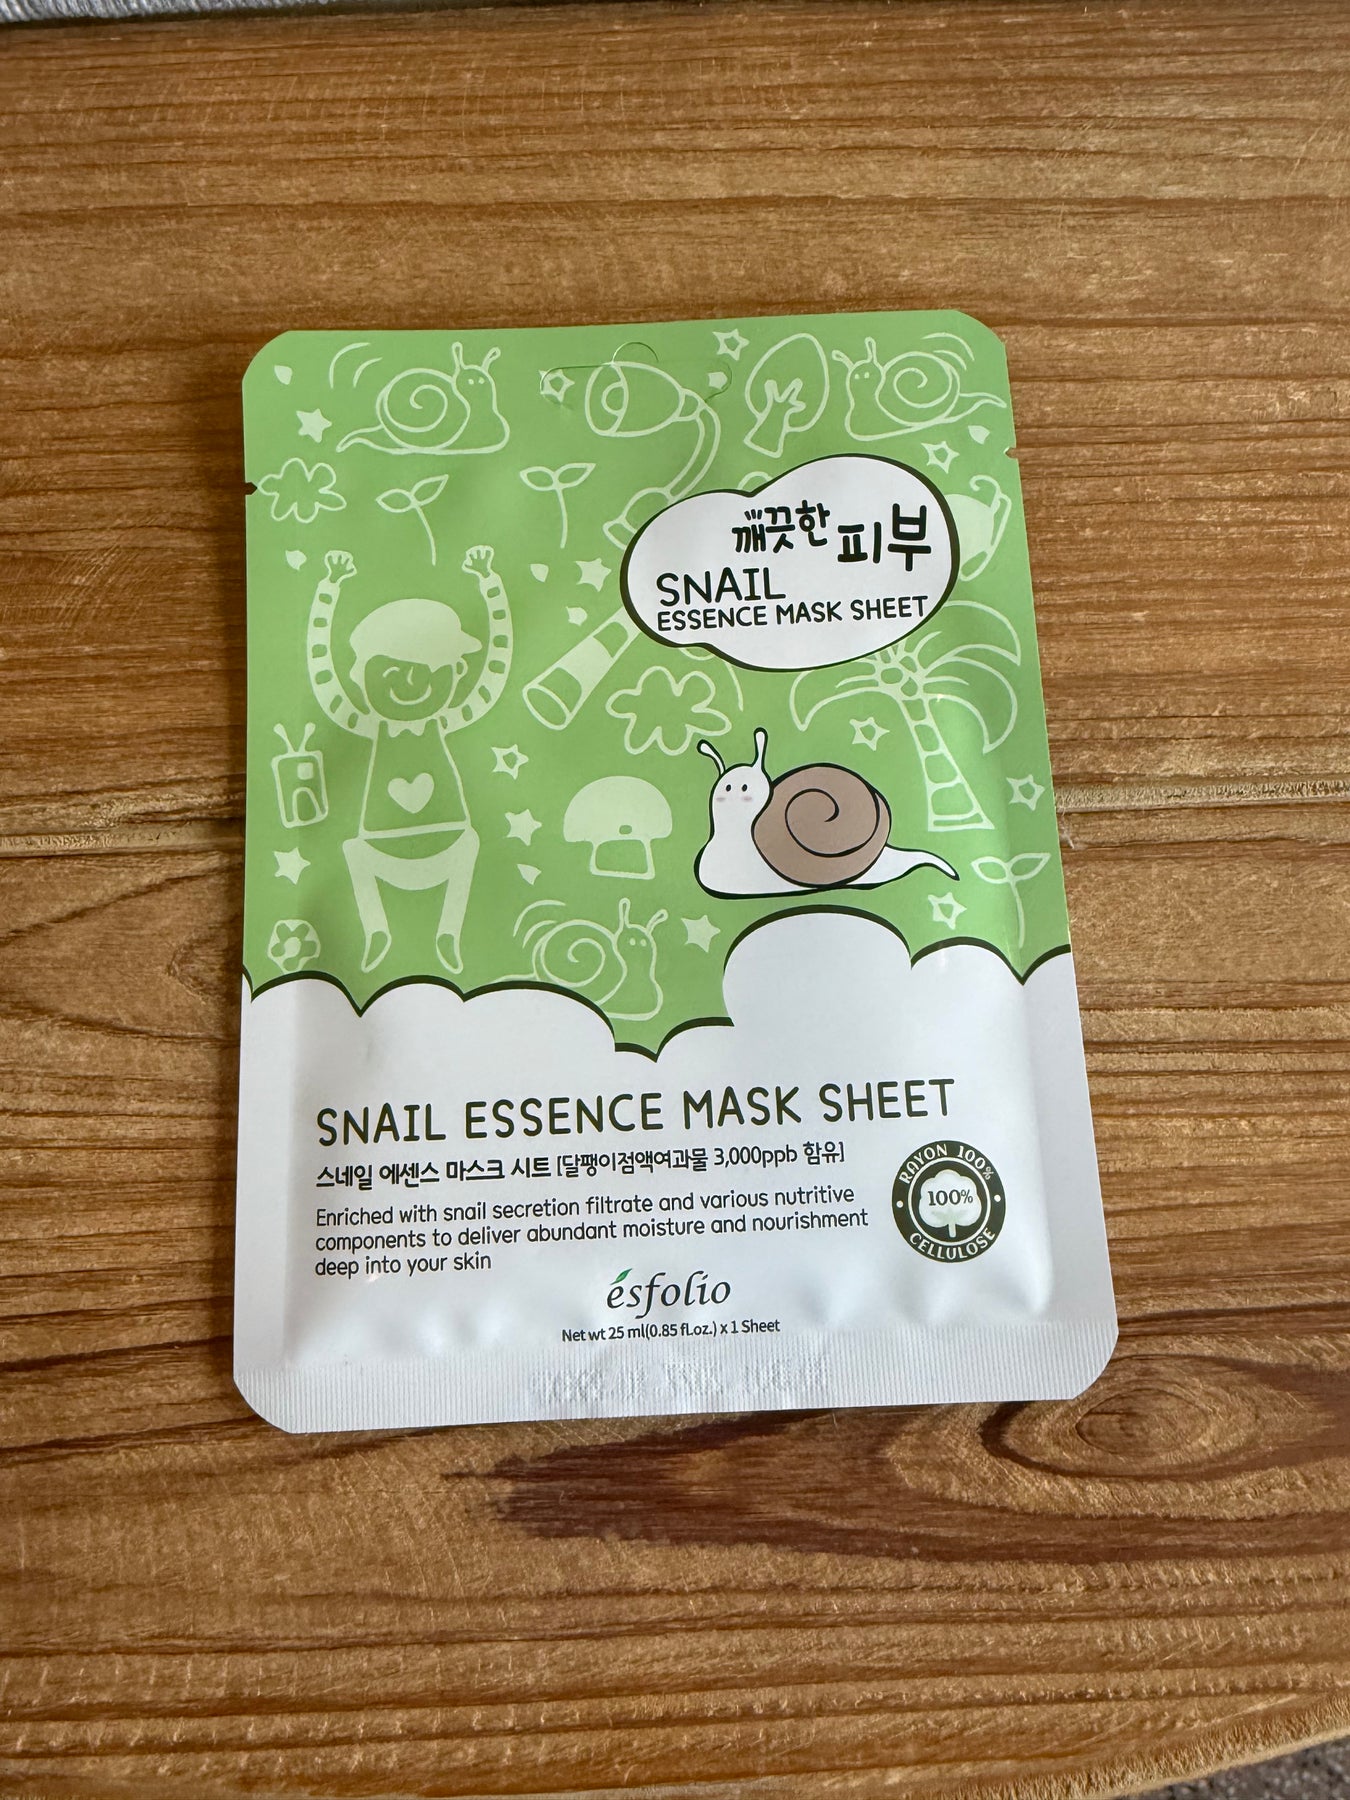 깨끗한 피부
SNAIL
ESSENCE MASK SHEET
SNAIL ESSENCE MASK SHEET
스네일 에센스 마스크 시트 [달팽이점액여과물 3,000ppb 함유]
Enriched with snail secretion filtrate and various nutritive
components to deliver abundant moisture and nourishment
deep into your skin
RAYON 100%
100%
CELLULOSE
ésfolio
Net wt 25 ml(0.85 fl.oz.) x 1 Sheet